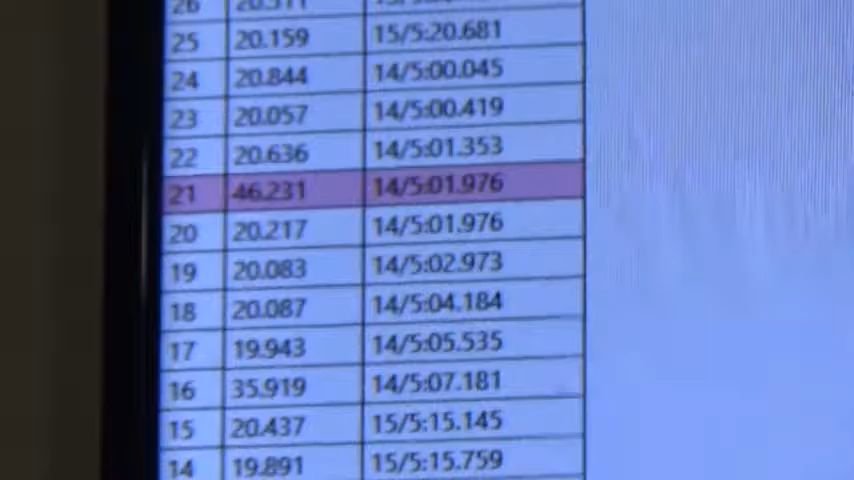 25 20.159 15/5:20.681
24 20.844 14/5:00.045
23 20.057 14/5:00.419
22 20.636 14/5:01.353
21 46.231 14/5:01.976
20 20.217 14/5:01.976
19 20.083 14/5:02.973
18 20.087 14/5:04.184
17 19.943 14/5:05.535
16 35.919 14/5:07.181
15 20.437 15/5:15.145
14 19.891 15/5:15.759